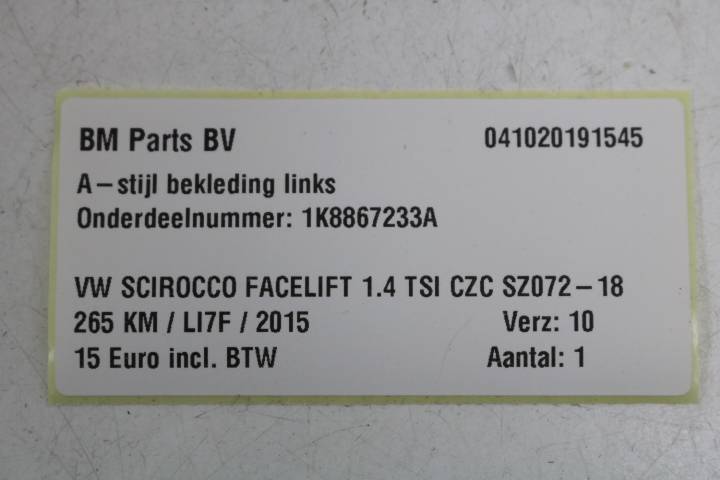 BM Parts BV 041020191545
A-stijl bekleding links
Onderdeelnummer: 1K8867233A
VW SCIROCCO FACELIFT 1.4 TSI CZC SZ072-18
265 KM / LI7F / 2015 Verz: 10
15 Euro incl. BTW Aantal: 1